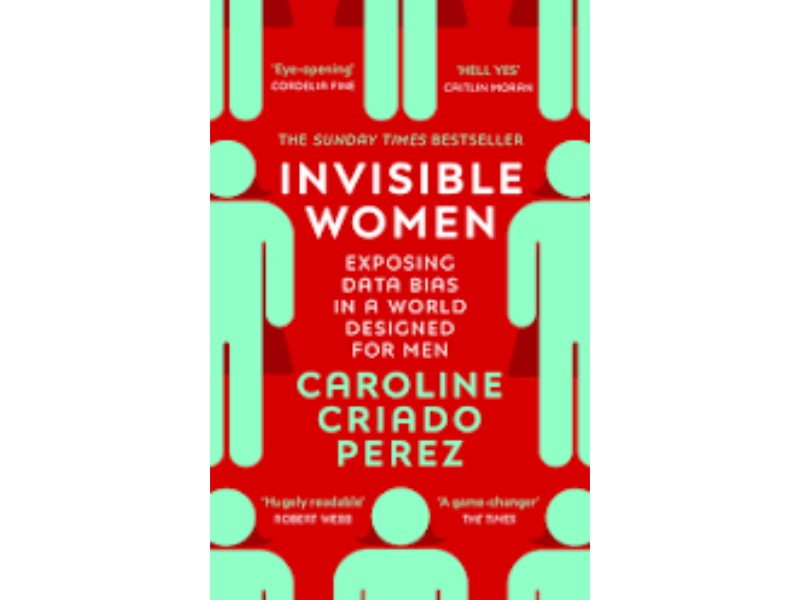 'Eye-opening'
CORDELIA FINE
'HELL YES'
CAITLIN MORAN
THE SUNDAY TIMES BESTSELLER
INVISIBLE
WOMEN
EXPOSING
DATA BIAS
IN A WORLD
DESIGNED
FOR MEN
CAROLINE
CRIADO
PEREZ
'Hugely readable'
ROBERT WEBB
'A game-changer'
THE TIMES